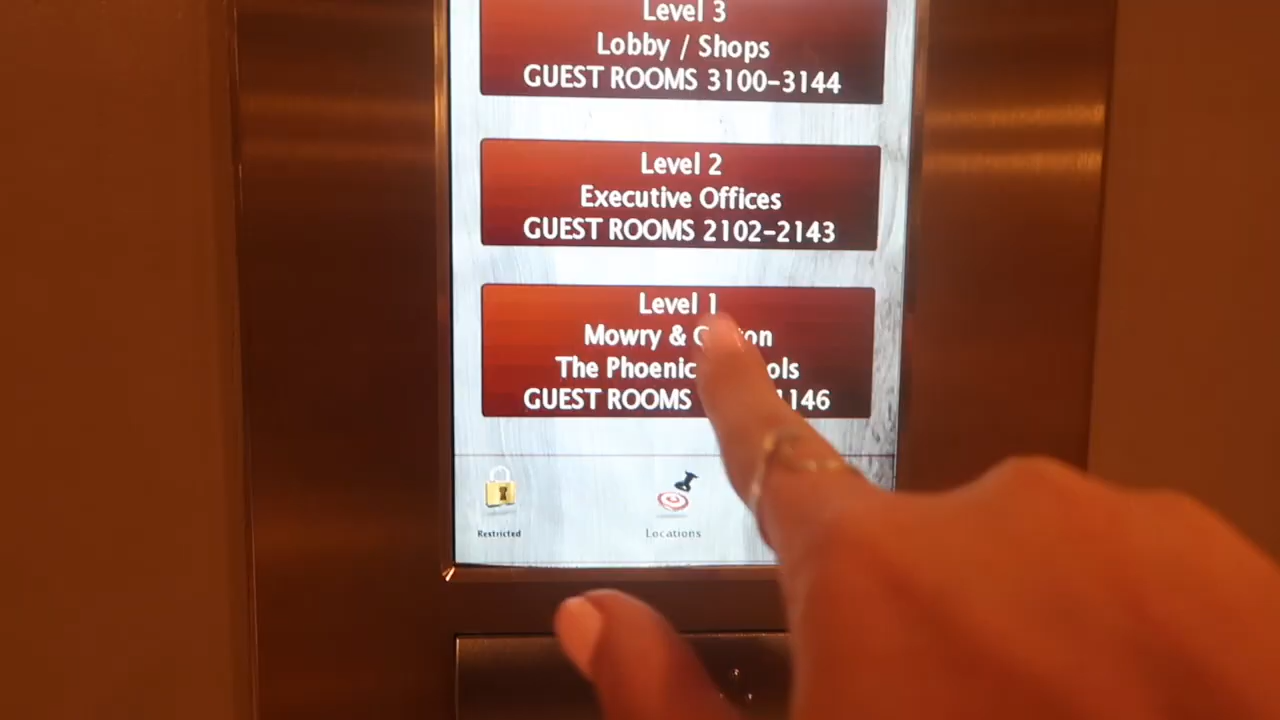 Level 3
Lobby / Shops
GUEST ROOMS 3100-3144
Level 2
Executive Offices
GUEST ROOMS 2102-2143
Level 1
Mowry &
The
GUEST ROOMS
Restricted
Locations